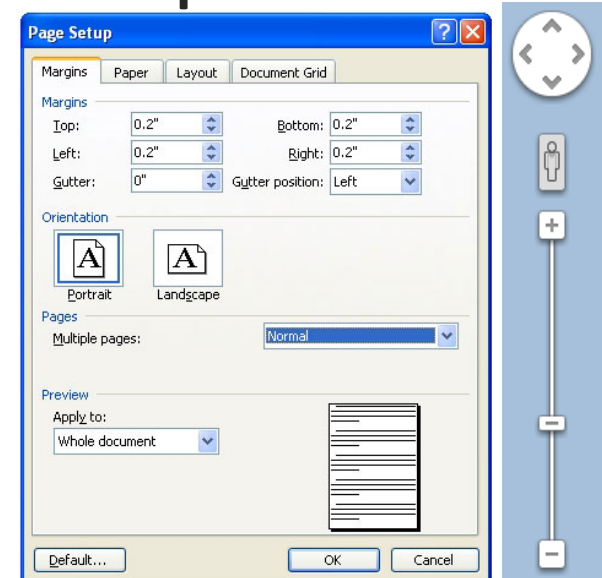 Page Setup
Margins Paper Layout Document Grid
Margins
Top: 0.2" Bottom: 0.2"
Left: 0.2" Right: 0.2"
Gutter: 0" Gutter position: Left
Orientation
A A
Portrait Landscape
Pages
Multiple pages: Normal
Preview
Apply to:
Whole document
Default... OK Cancel